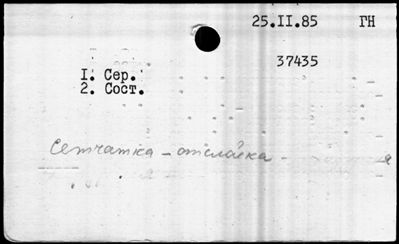 25.II.85 ГН
37435
I. Сер.
2. Сост.
Сетчатка - отслойка -